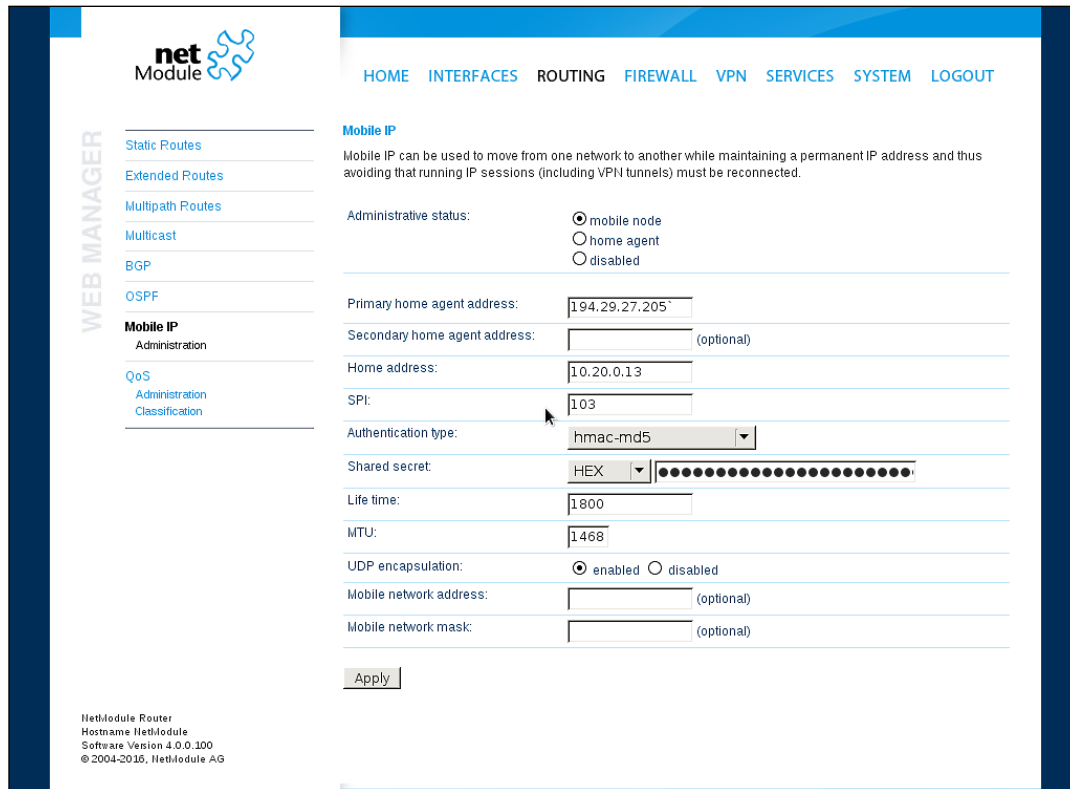 net
Module
HOME INTERFACES ROUTING FIREWALL VPN SERVICES SYSTEM LOGOUT
WEB MANAGER
Static Routes
Extended Routes
Multipath Routes
Multicast
BGP
OSPF
Mobile IP
Administration
QoS
Administration
Classification
Mobile IP
Mobile IP can be used to move from one network to another while maintaining a permanent IP address and thus
avoiding that running IP sessions (including VPN tunnels) must be reconnected.
Administrative status:
mobile node
home agent
disabled
Primary home agent address: 194.29.27.205`
Secondary home agent address: (optional)
Home address: 10.20.0.13
SPI: 103
Authentication type: hmac-md5
Shared secret: HEX
Life time: 1800
MTU: 1468
UDP encapsulation: enabled disabled
Mobile network address: (optional)
Mobile network mask: (optional)
Apply
NetModule Router
Hostname NetModule
Software Version 4.0.0.100
© 2004-2016, NetModule AG